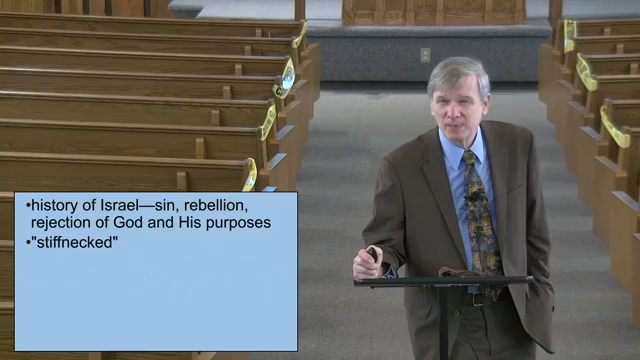 •history of Israel—sin, rebellion,
rejection of God and His purposes
•"stiffnecked"